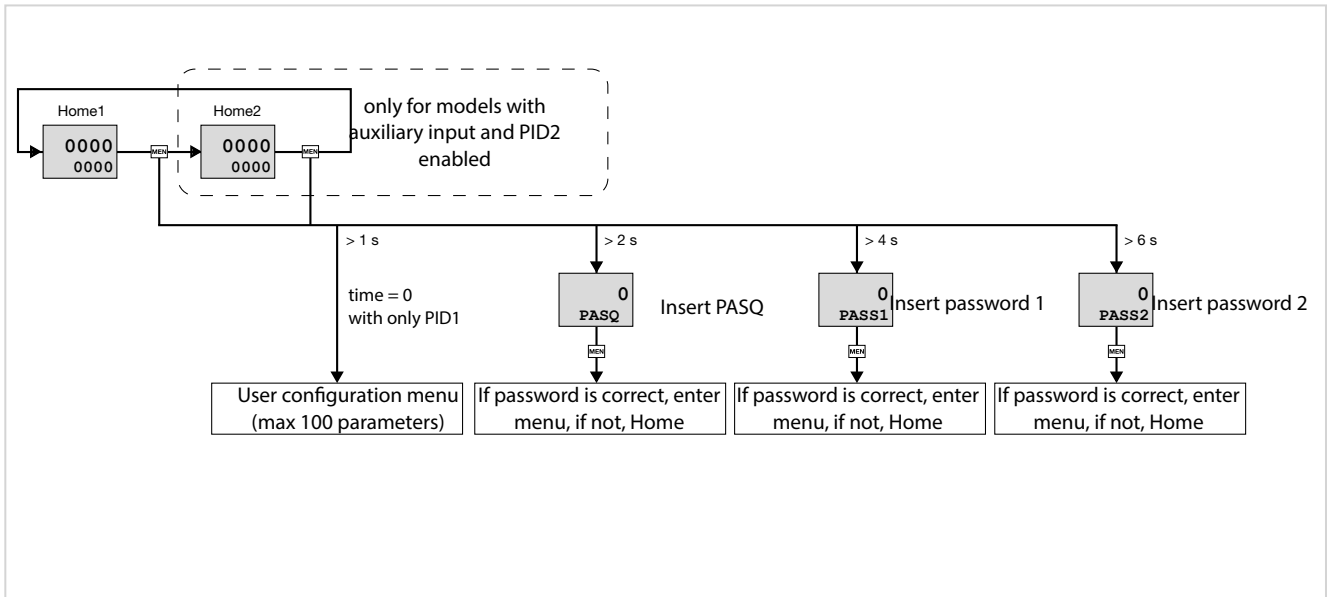 Home1
Home2
only for models with
auxiliary input and PID2
enabled
0000
0000
MEN
0000
0000
MEN
> 1 s
> 2 s
> 4 s
> 6 s
time = 0
with only PID1
0
PASQ
Insert PASQ
0
PASS1
Insert password 1
0
PASS2
Insert password 2
MEN
MEN
MEN
User configuration menu
(max 100 parameters)
If password is correct, enter
menu, if not, Home
If password is correct, enter
menu, if not, Home
If password is correct, enter
menu, if not, Home